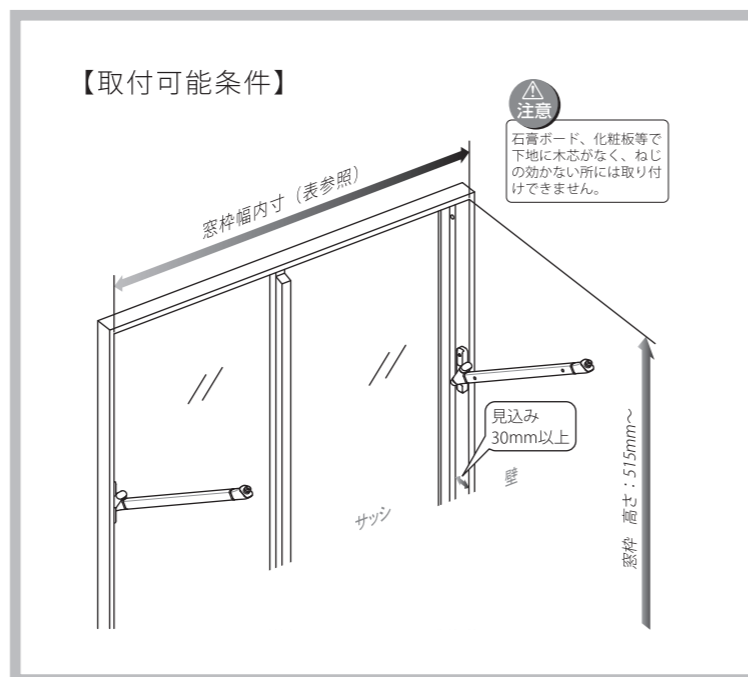 【取付可能条件】
注意
石膏ボード、化粧板等で
下地に木芯がなく、ねじ
の効かない所には取り付
けできません。
窓枠幅内寸（表参照）
見込み
30mm以上
壁
サッシ
窓枠 高さ：515mm～